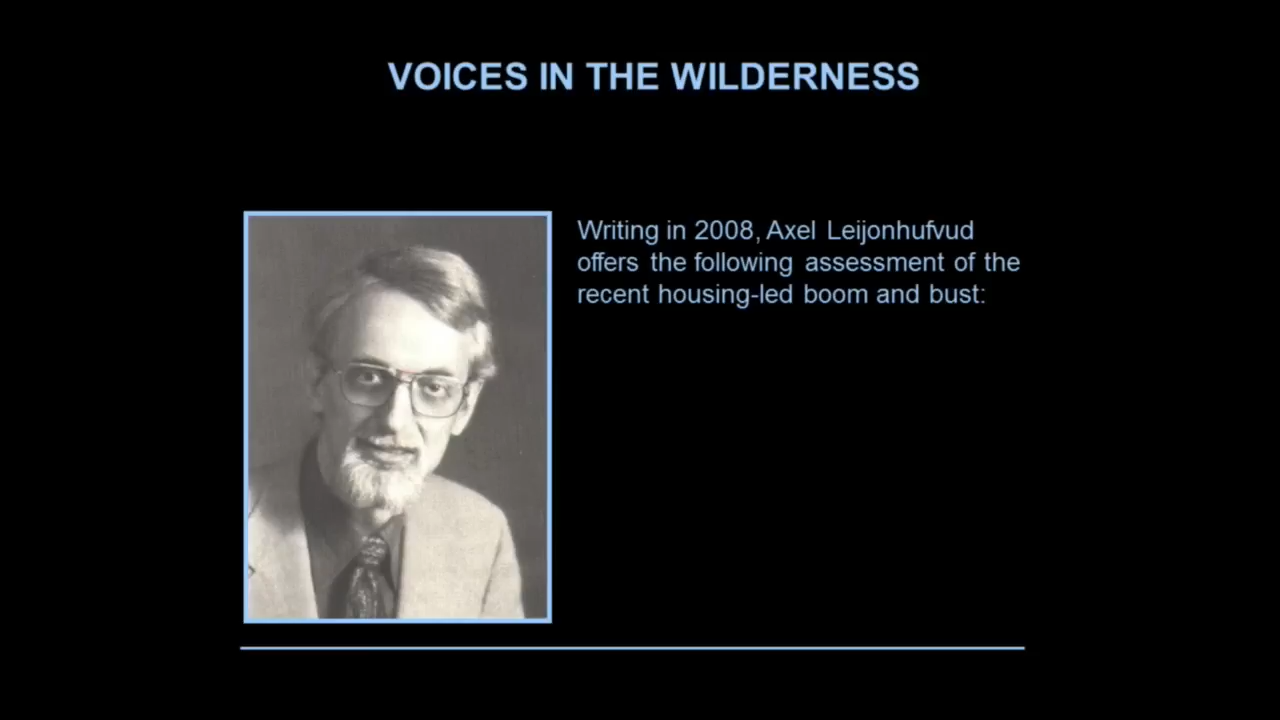 VOICES IN THE WILDERNESS
Writing in 2008, Axel Leijonhufvud
offers the following assessment of the
recent housing-led boom and bust: